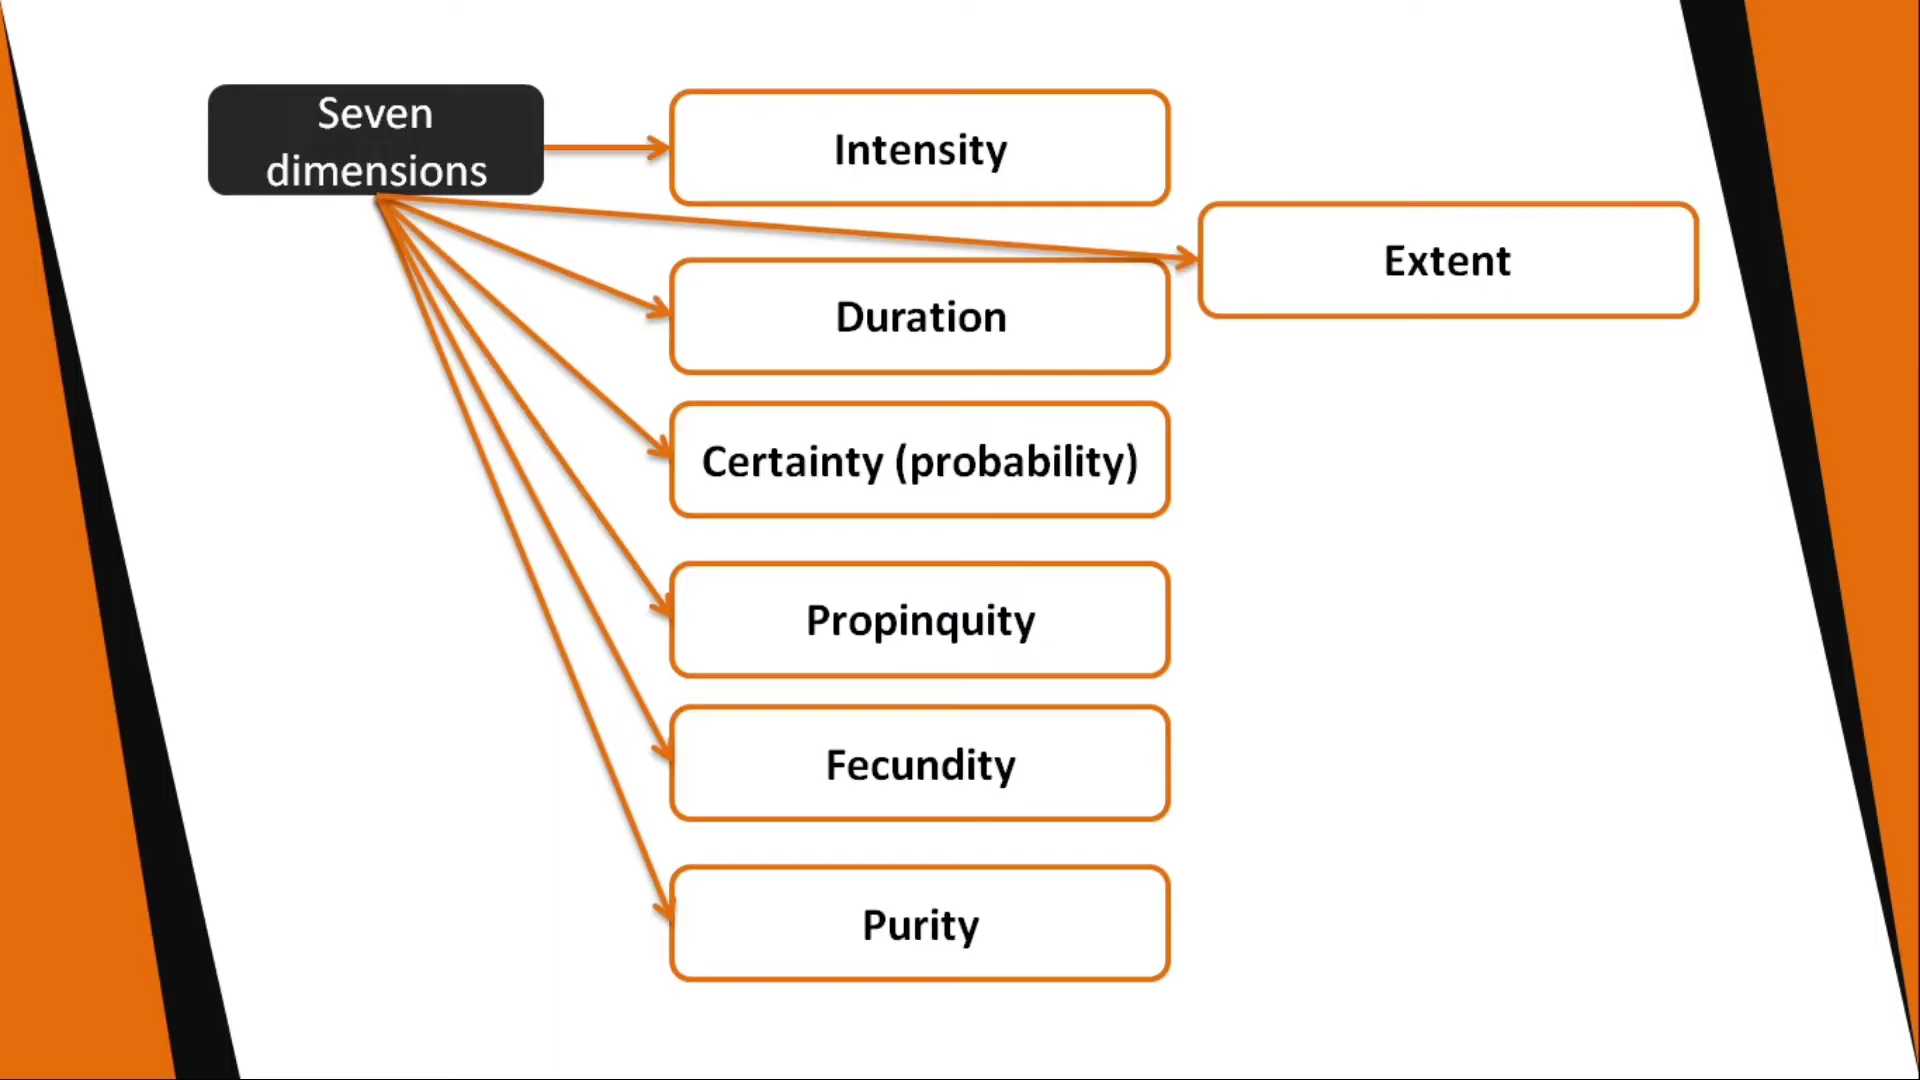 Seven
dimensions
Intensity
Extent
Duration
Certainty (probability)
Propinquity
Fecundity
Purity